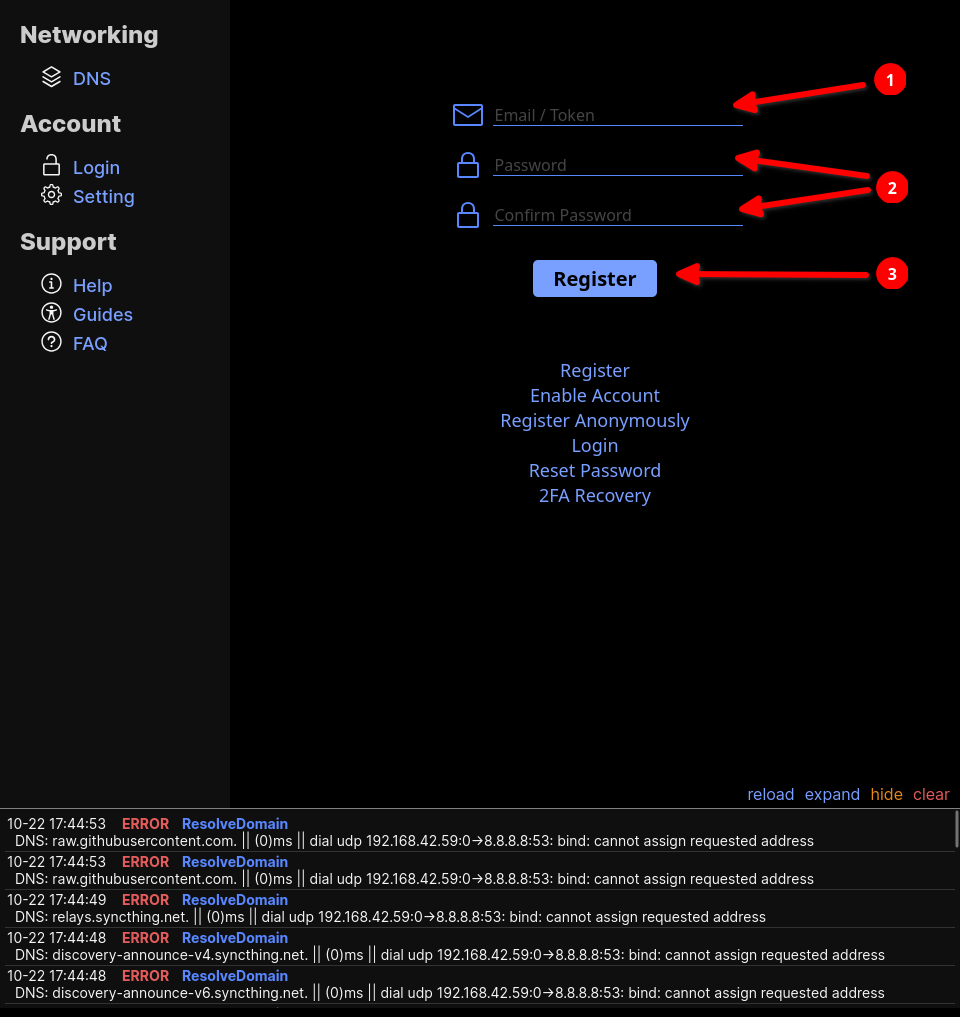 Networking
DNS
Account
Login
Setting
Support
Help
Guides
FAQ
1
Email / Token
Password
2
Confirm Password
Register
3
Register
Enable Account
Register Anonymously
Login
Reset Password
2FA Recovery
reload expand hide clear
10-22 17:44:53 ERROR ResolveDomain
DNS: raw.githubusercontent.com. || (0)ms || dial udp 192.168.42.59:0->8.8.8.8:53: bind: cannot assign requested address
10-22 17:44:53 ERROR ResolveDomain
DNS: raw.githubusercontent.com. || (0)ms || dial udp 192.168.42.59:0->8.8.8.8:53: bind: cannot assign requested address
10-22 17:44:49 ERROR ResolveDomain
DNS: relays.syncthing.net. || (0)ms || dial udp 192.168.42.59:0->8.8.8.8:53: bind: cannot assign requested address
10-22 17:44:48 ERROR ResolveDomain
DNS: discovery-announce-v4.syncthing.net. || (0)ms || dial udp 192.168.42.59:0->8.8.8.8:53: bind: cannot assign requested address
10-22 17:44:48 ERROR ResolveDomain
DNS: discovery-announce-v6.syncthing.net. || (0)ms || dial udp 192.168.42.59:0->8.8.8.8:53: bind: cannot assign requested address